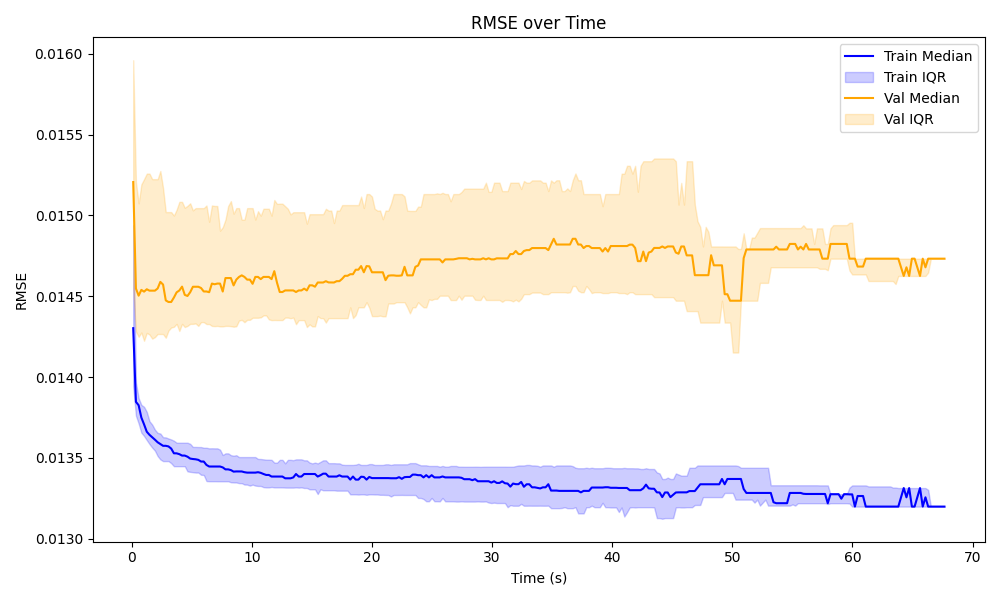 RMSE over Time
Train Median
Train IQR
Val Median
Val IQR
RMSE
0.0160
0.0155
0.0150
0.0145
0.0140
0.0135
0.0130
0 10 20 30 40 50 60 70
Time (s)